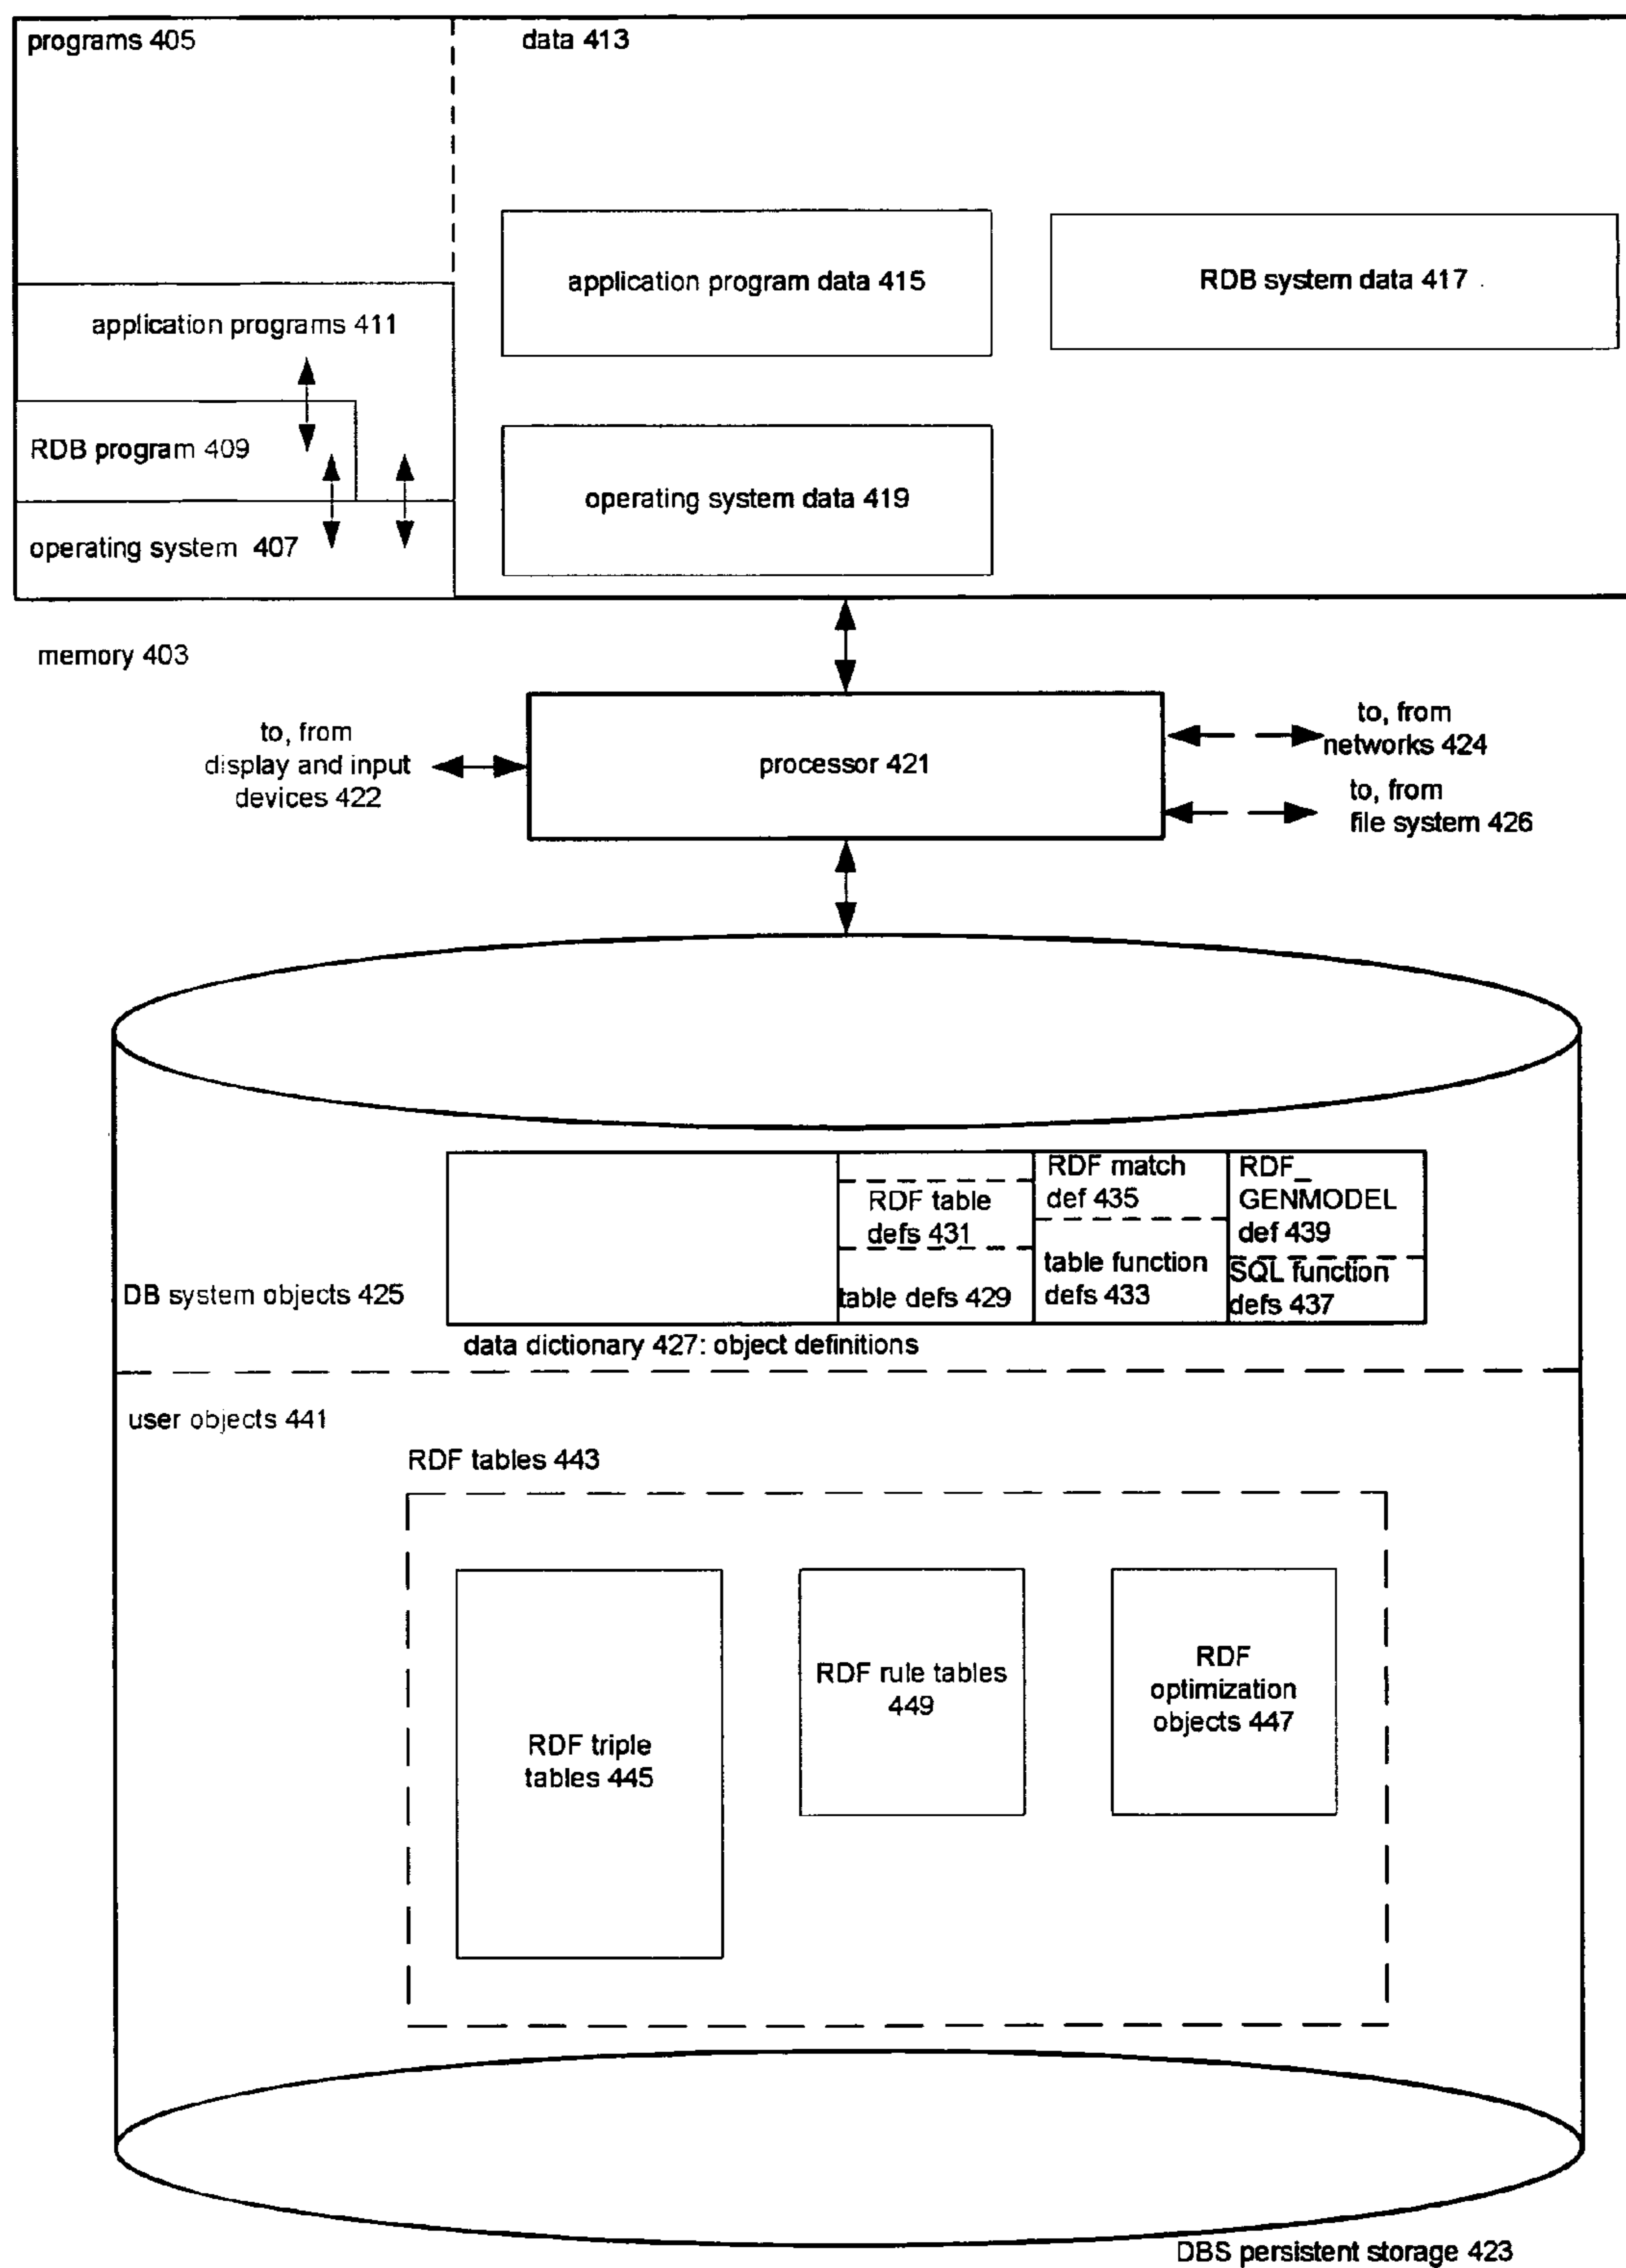 programs 405
data 413
application program data 415
RDB system data 417
application programs 411
RDB program 409
operating system data 419
operating system 407
memory 403
to, from
display and input
devices 422
processor 421
to, from
networks 424
to, from
file system 426
DB system objects 425
RDF table
defs 431
table defs 429
RDF match
def 435
table function
defs 433
RDF_
GENMODEL
def 439
SQL function
defs 437
data dictionary 427: object definitions
user objects 441
RDF tables 443
RDF triple
tables 445
RDF rule tables
449
RDF
optimization
objects 447
DBS persistent storage 423